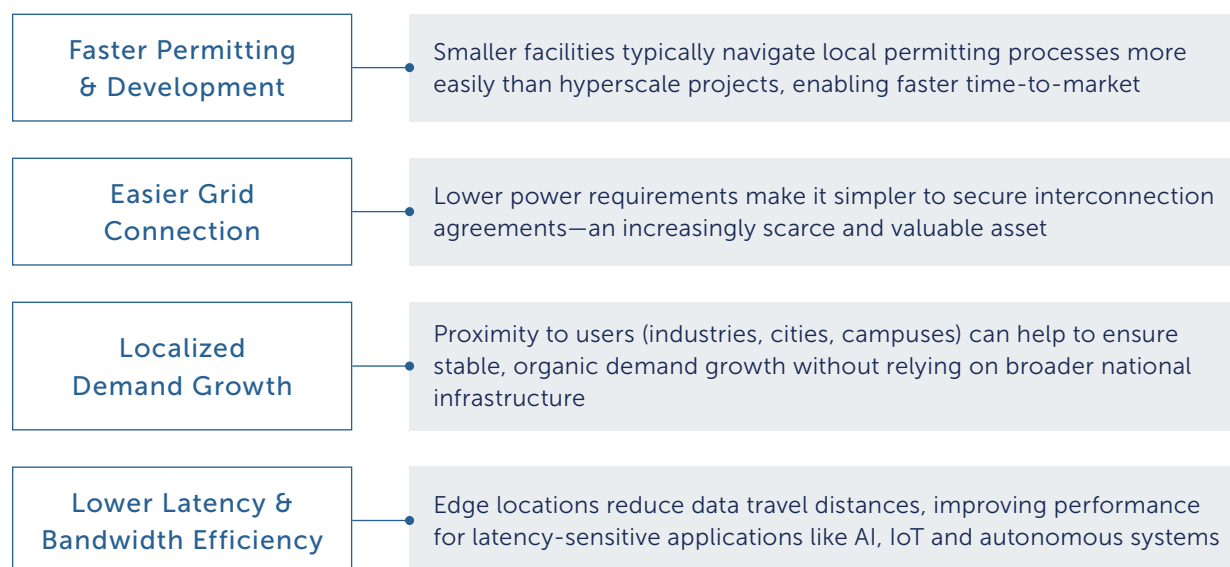 Faster Permitting
& Development
Smaller facilities typically navigate local permitting processes more
easily than hyperscale projects, enabling faster time-to-market
Easier Grid
Connection
Lower power requirements make it simpler to secure interconnection
agreements—an increasingly scarce and valuable asset
Localized
Demand Growth
Proximity to users (industries, cities, campuses) can help to ensure
stable, organic demand growth without relying on broader national
infrastructure
Lower Latency &
Bandwidth Efficiency
Edge locations reduce data travel distances, improving performance
for latency-sensitive applications like AI, IoT and autonomous systems